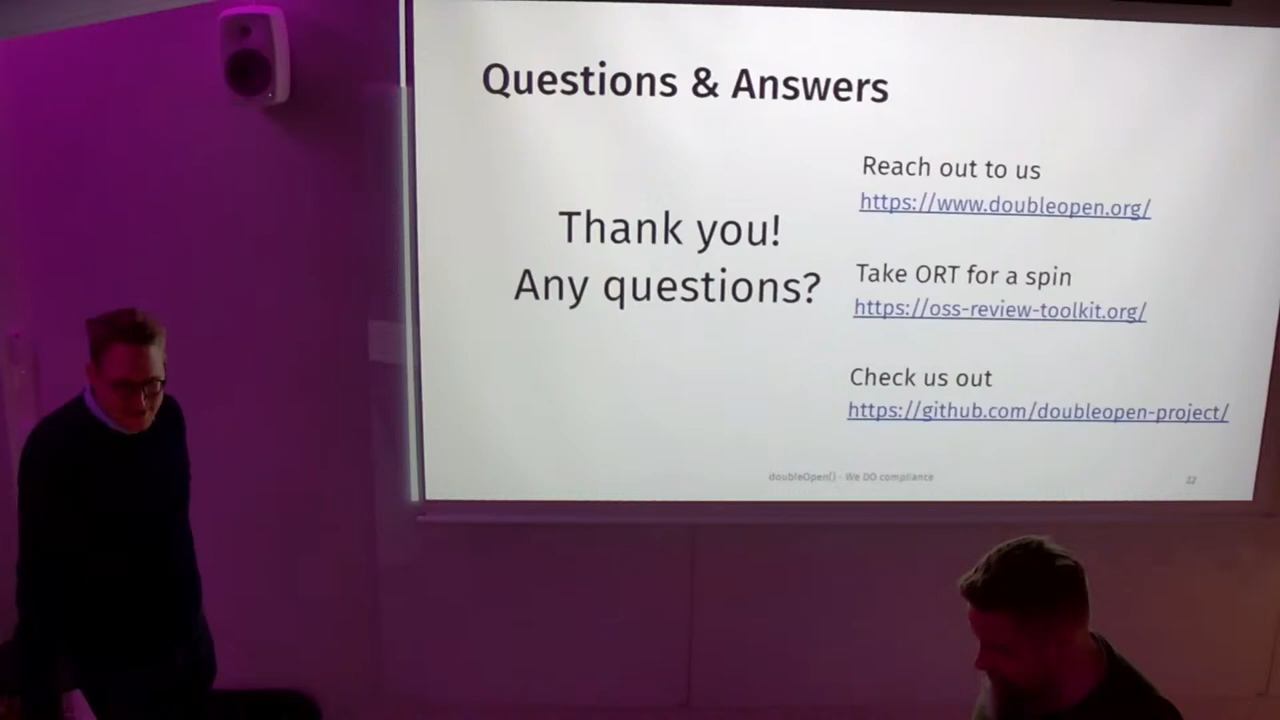 Questions & Answers
Thank you!
Any questions?
Reach out to us
https://www.doubleopen.org/
Take ORT for a spin
https://oss-review-toolkit.org/
Check us out
https://github.com/doubleopen-project/
doubleOpen() - We DO compliance
22